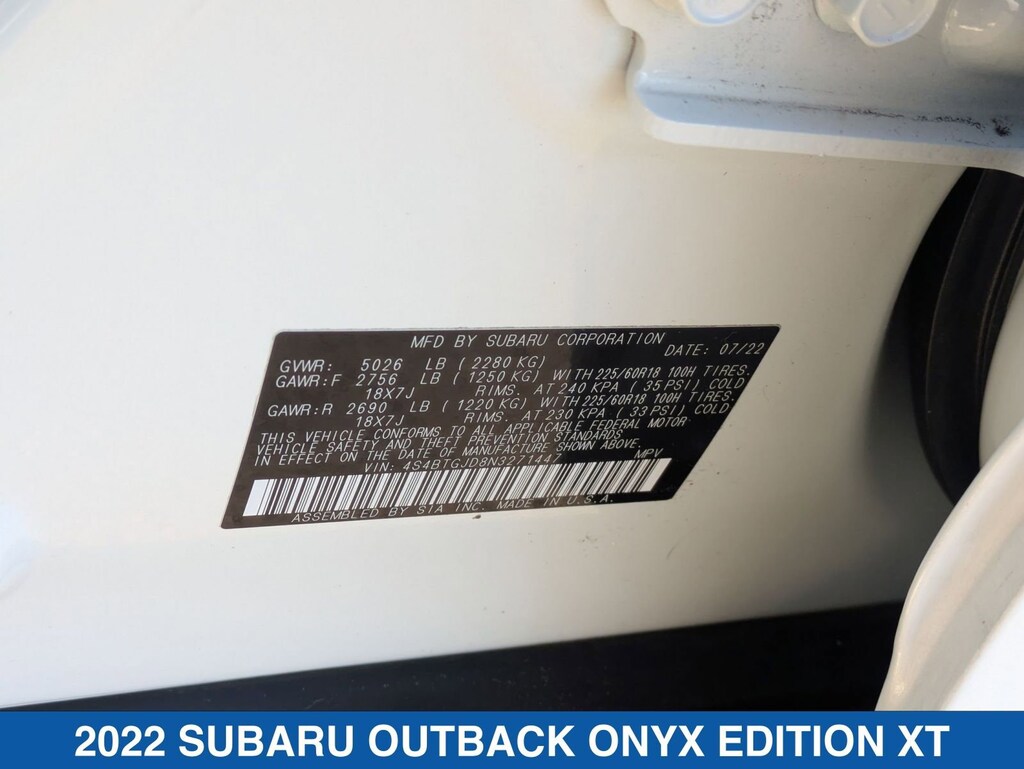 MFD BY SUBARU CORPORATION
DATE: 07/22
GVWR: 5026 LB ( 2280 KG)
GAWR:F 2756 LB ( 1250 KG) WITH 225/60R18 100H TIRES.
18X7J RIMS. AT 240 KPA ( 35 PSI) COLD
GAWR:R 2690 LB ( 1220 KG) WITH 225/60R18 100H TIRES.
18X7J RIMS. AT 230 KPA ( 33 PSI) COLD
THIS VEHICLE CONFORMS TO ALL APPLICABLE FEDERAL MOTOR
VEHICLE SAFETY AND THEFT PREVENTION STANDARDS
IN EFFECT ON THE DATE OF MANUFACTURE SHOWN ABOVE.
VIN: 4S4BTGJD8N3271447 MPV
ASSEMBLED BY SIA INC. MADE IN U.S.A.
2022 SUBARU OUTBACK ONYX EDITION XT